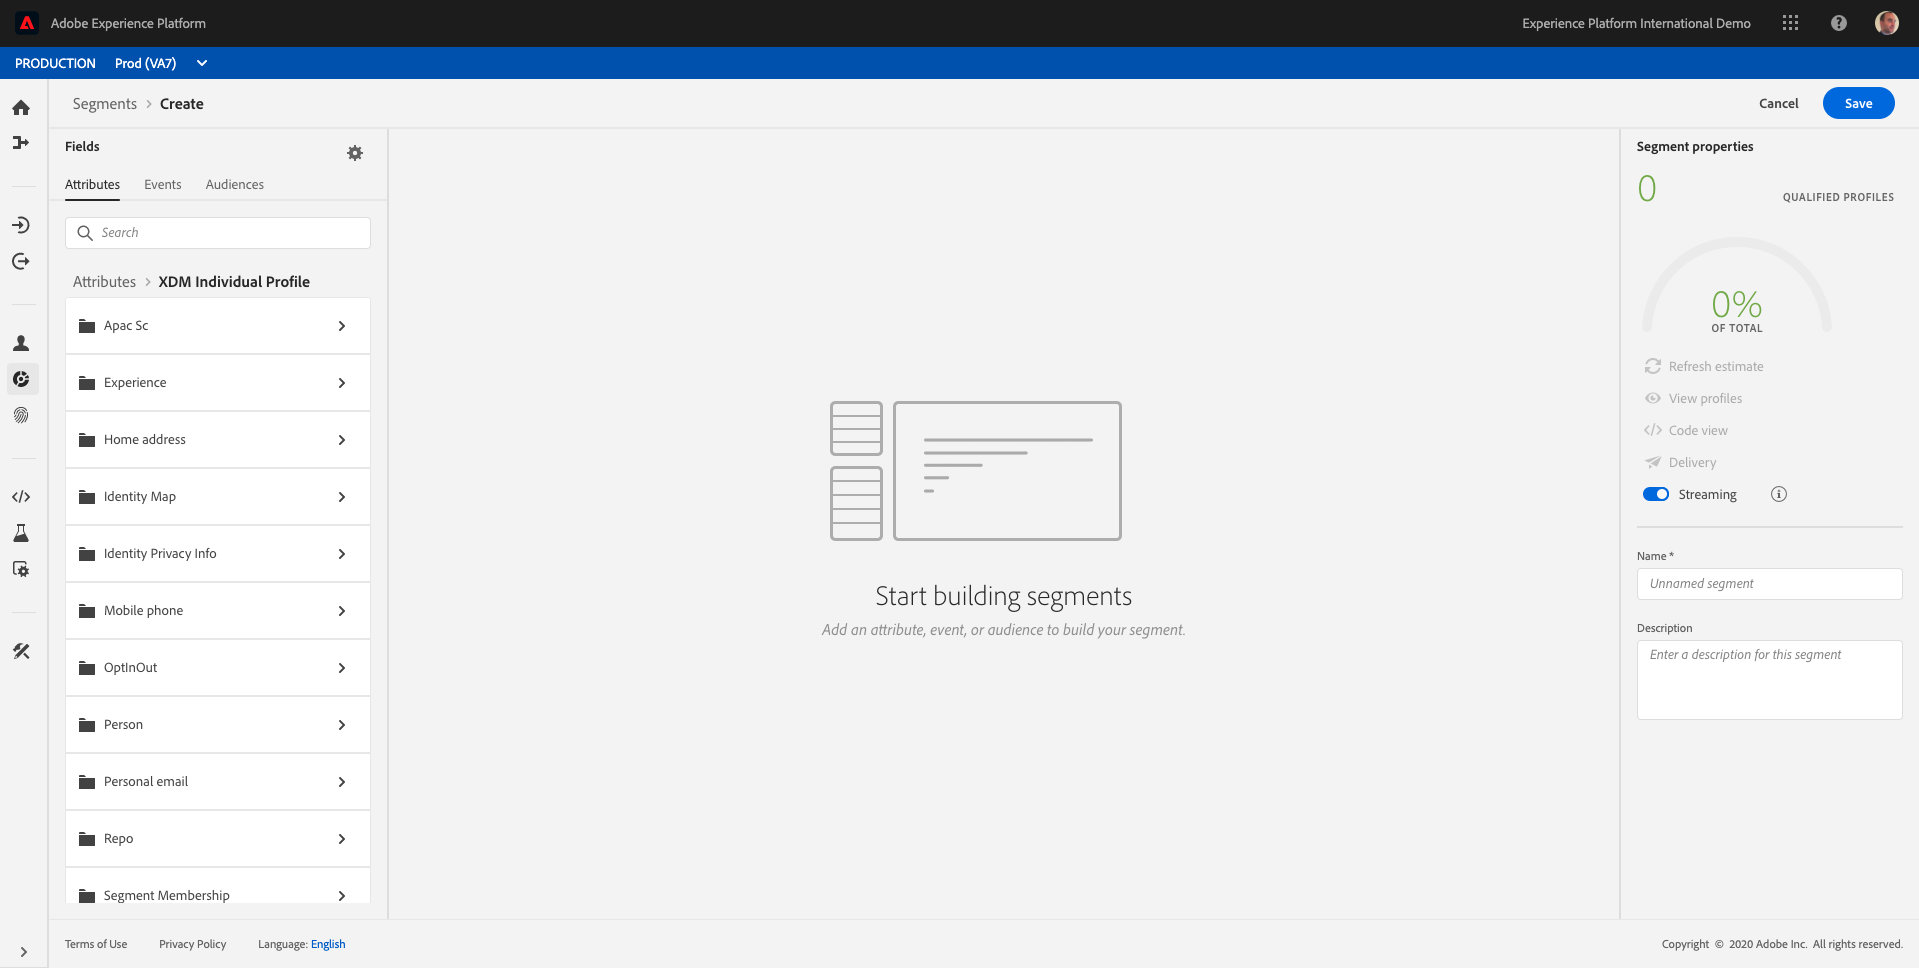 Adobe Experience Platform
Experience Platform International Demo
PRODUCTION Prod (VA7)
Segments > Create
Cancel
Save
Fields
Attributes Events Audiences
Search
Attributes > XDM Individual Profile
Apac Sc
Experience
Home address
Identity Map
Identity Privacy Info
Mobile phone
OptInOut
Person
Personal email
Repo
Segment Membership
Start building segments
Add an attribute, event, or audience to build your segment.
Segment properties
0 QUALIFIED PROFILES
0%
OF TOTAL
Refresh estimate
View profiles
Code view
Delivery
Streaming
Name *
Unnamed segment
Description
Enter a description for this segment
Terms of Use Privacy Policy Language: English
Copyright © 2020 Adobe Inc. All rights reserved.